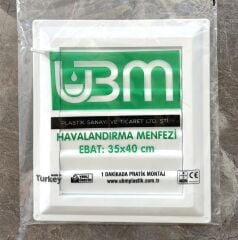 UBM
PLASTİK SANAYİ VE TİCARET LTD. ŞTİ.
HAVALANDIRMA MENFEZİ
EBAT: 35x40 cm
Turkey
1 DAKİKADA PRATİK MONTAJ
www.ubmplastik.com.tr
CE